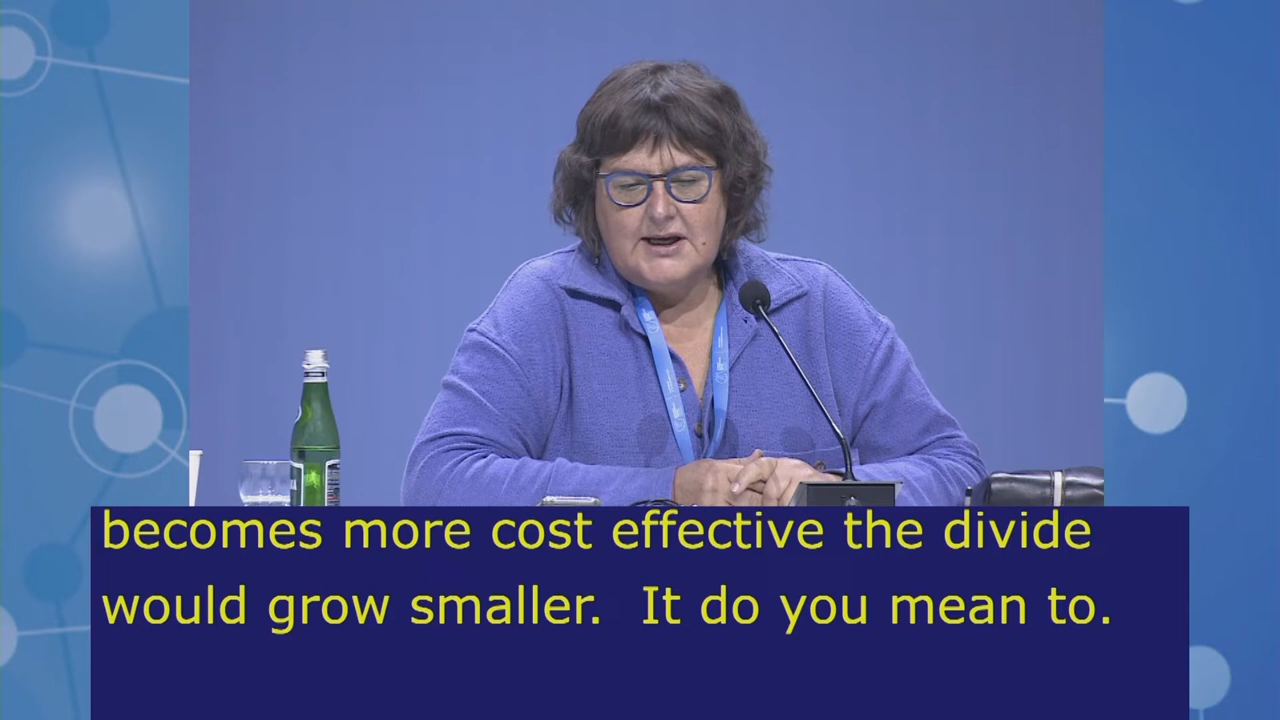 becomes more cost effective the divide
would grow smaller.  It do you mean to.